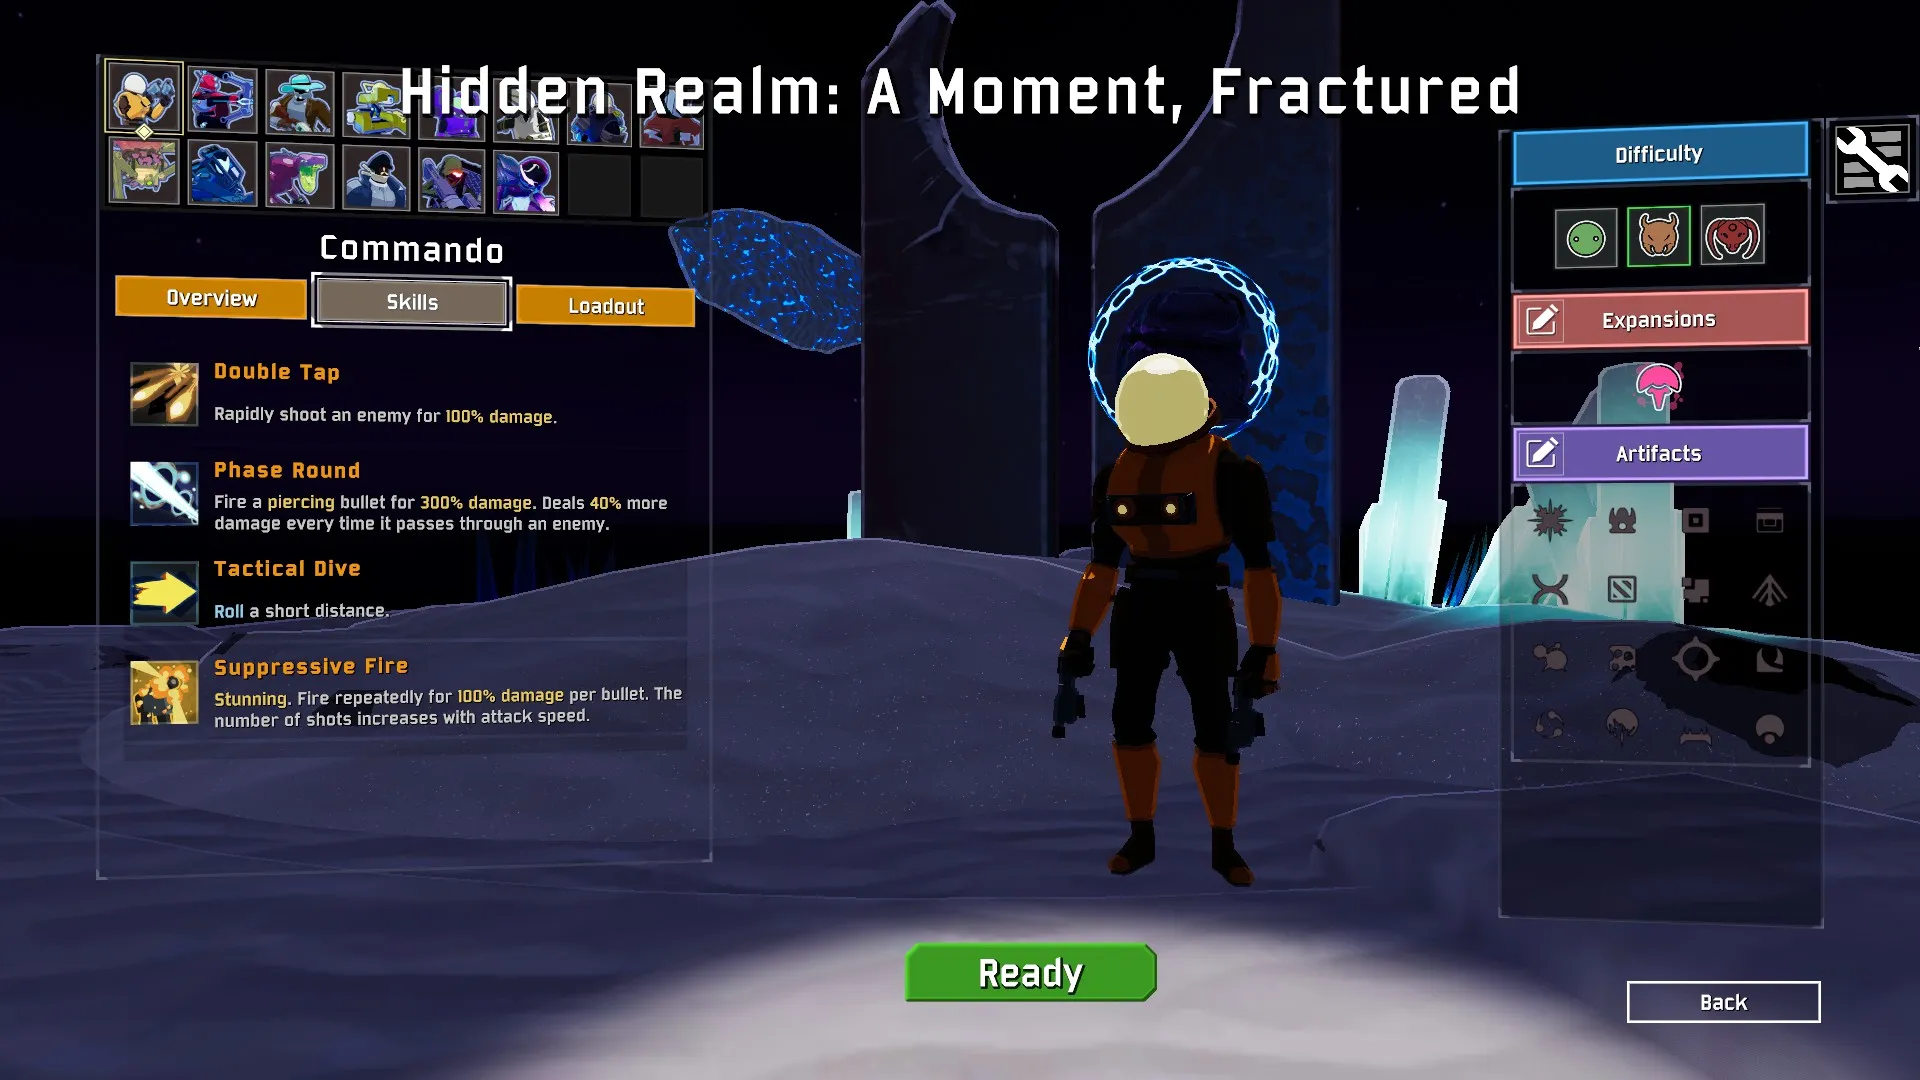 Hidden Realm: A Moment, Fractured
Commando
Overview
Skills
Loadout
Double Tap
Rapidly shoot an enemy for 100% damage.
Phase Round
Fire a piercing bullet for 300% damage. Deals 40% more
damage every time it passes through an enemy.
Tactical Dive
Roll a short distance.
Suppressive Fire
Stunning. Fire repeatedly for 100% damage per bullet. The
number of shots increases with attack speed.
Difficulty
Expansions
Artifacts
Ready
Back